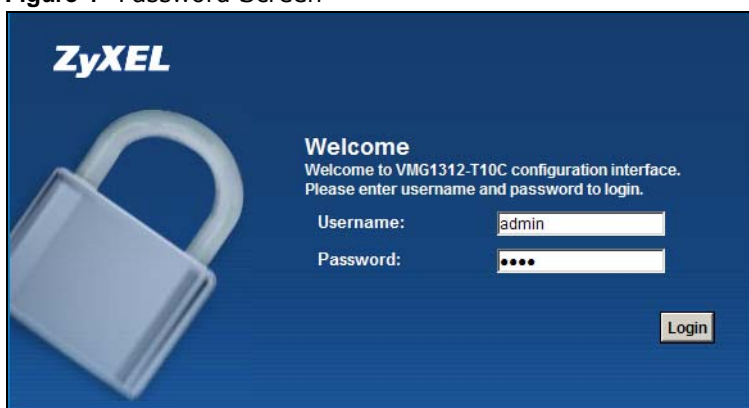 Figure 4 Password Screen
ZyXEL
Welcome
Welcome to VMG1312-T10C configuration interface.
Please enter username and password to login.
Username: admin
Password: ••••
Login